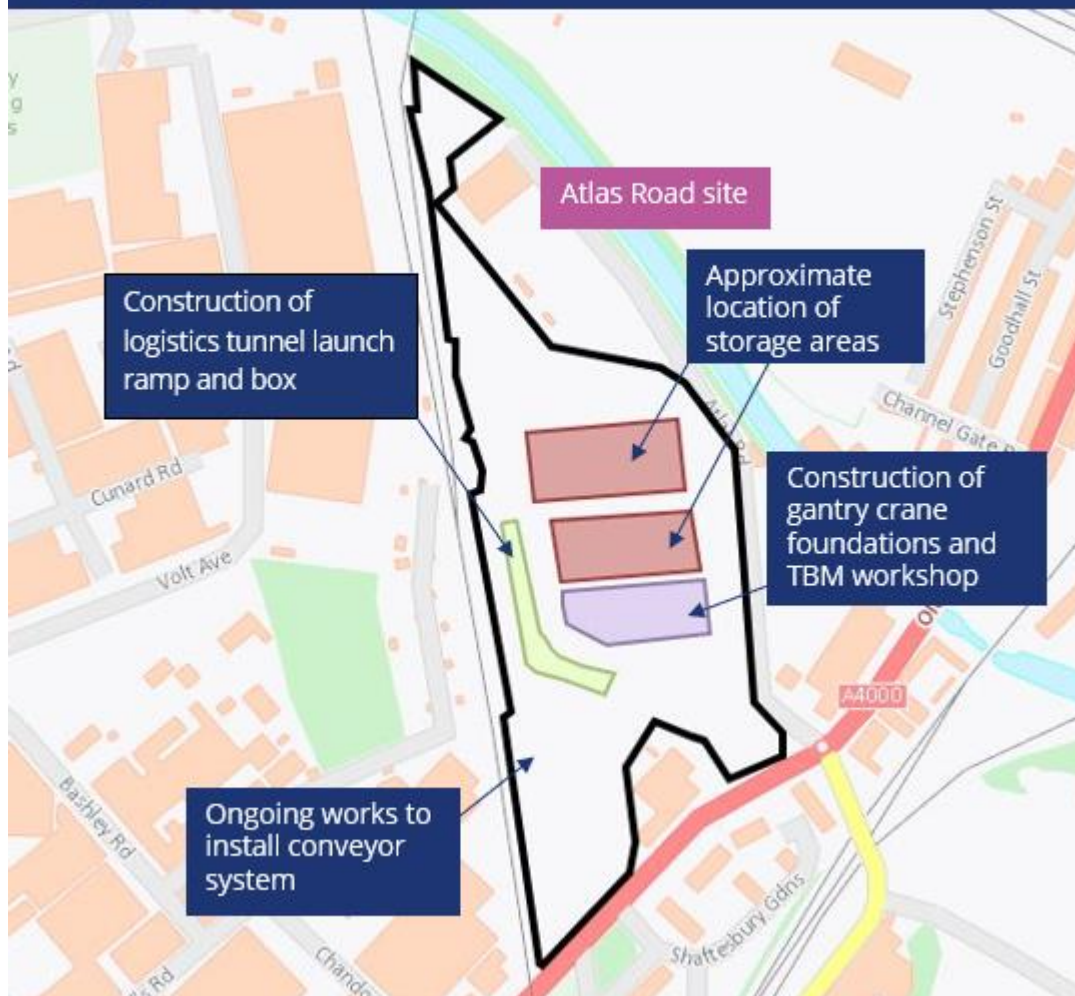 Atlas Road site
Construction of
logistics tunnel launch
ramp and box
Approximate
location of
storage areas
Stephenson St
Goodhall St
Channel Gate
Atlas Rd
Cunard Rd
Construction of
gantry crane
foundations and
TBM workshop
Volt Ave
A4000
Bashley Rd
Ongoing works to
install conveyor
system
Shaftesbury Gdns